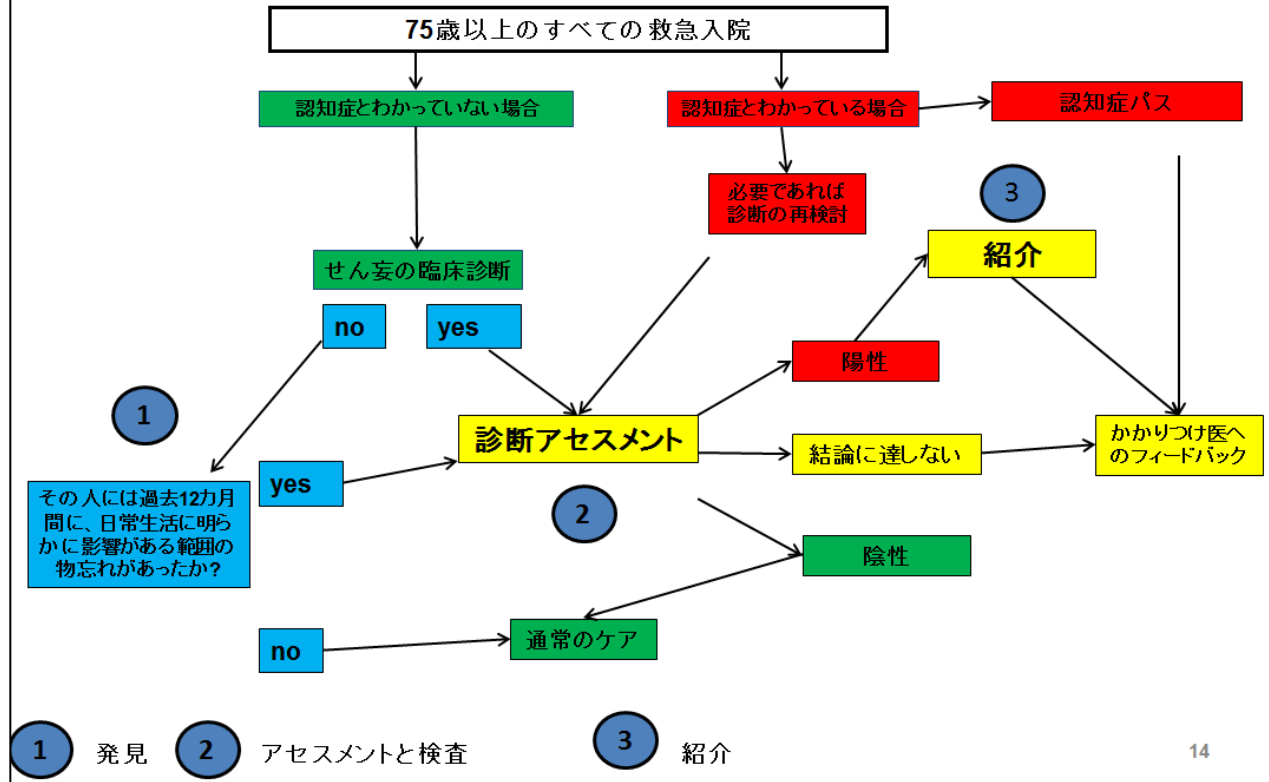 75歳以上のすべての救急入院
認知症とわかっていない場合
認知症とわかっている場合
認知症パス
必要であれば
診断の再検討
3
紹介
せん妄の臨床診断
no
yes
陽性
1
診断アセスメント
結論に達しない
かかりつけ医へ
のフィードバック
yes
その人には過去12カ月
間に、日常生活に明ら
かに影響がある範囲の
物忘れがあったか?
2
陰性
通常のケア
no
1 発見 2 アセスメントと検査 3 紹介
14